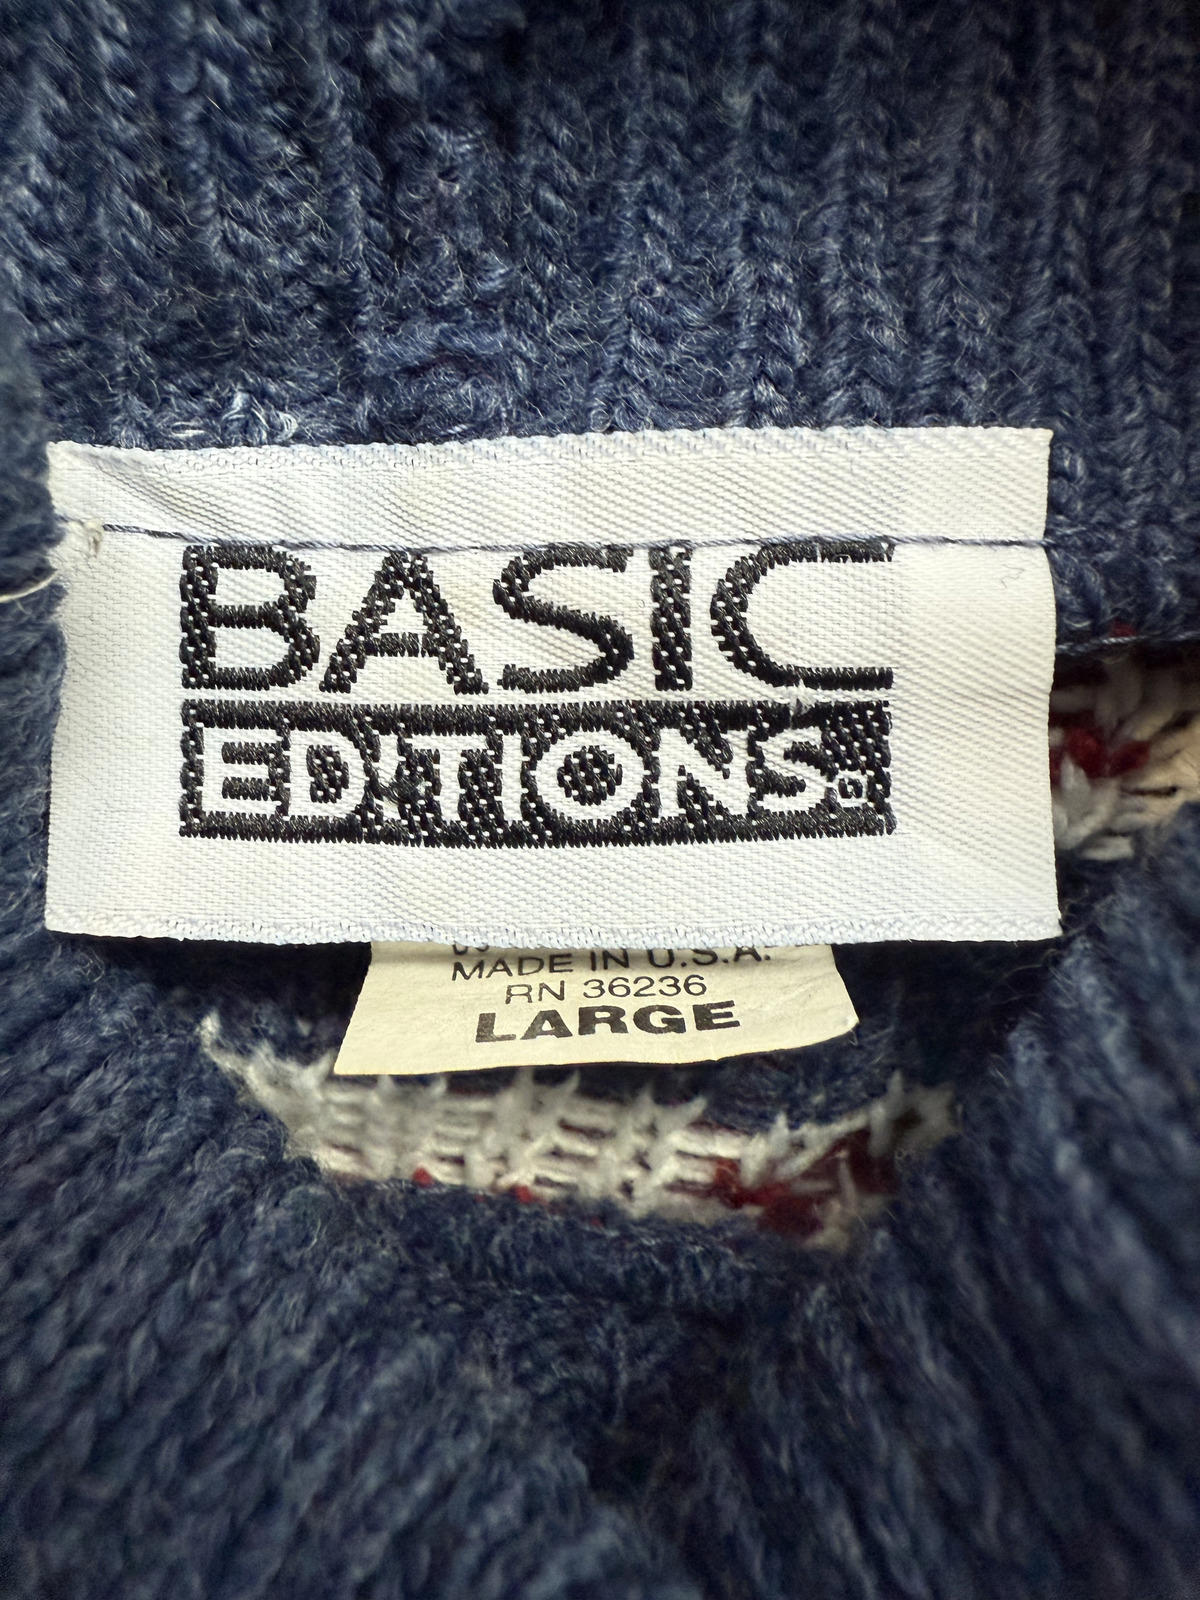 BASIC
EDITIONS®
MADE IN U.S.A.
RN 36236
LARGE